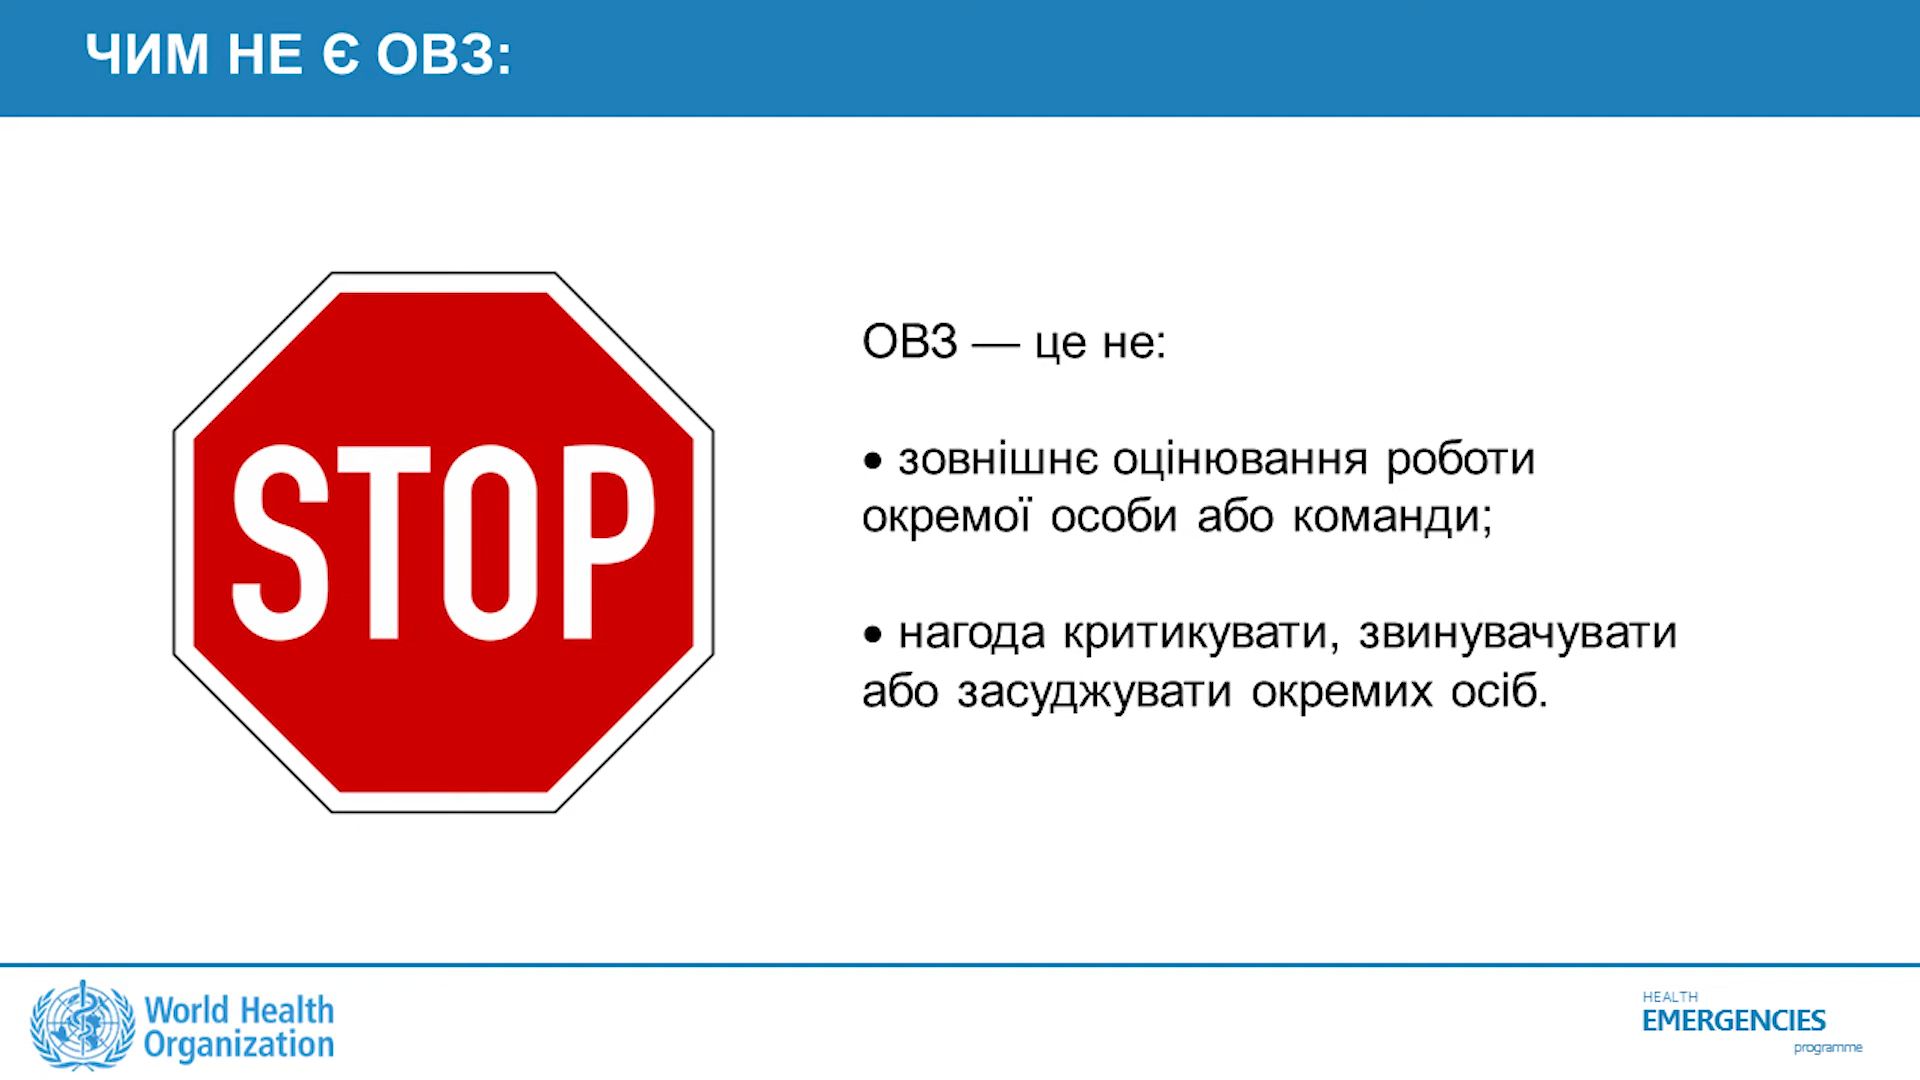 ЧИМ НЕ Є ОВЗ:
STOP
ОВЗ — це не:
• зовнішнє оцінювання роботи
окремої особи або команди;
• нагода критикувати, звинувачувати
або засуджувати окремих осіб.
World Health
Organization
HEALTH
EMERGENCIES
programme